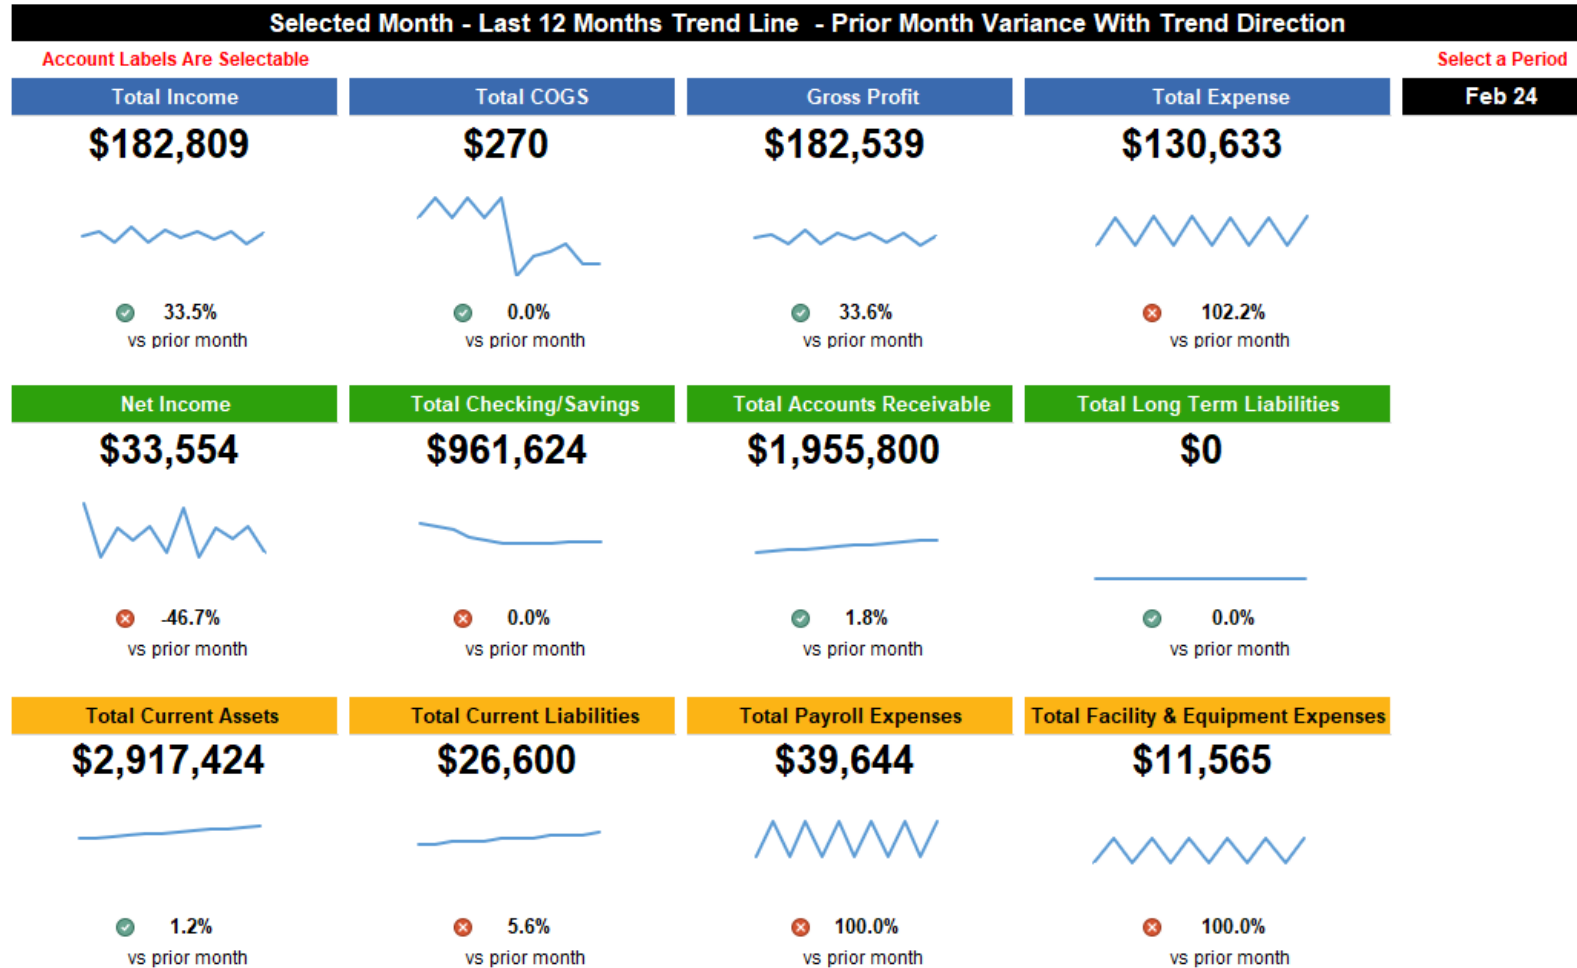 Selected Month - Last 12 Months Trend Line - Prior Month Variance With Trend Direction
Account Labels Are Selectable
Select a Period
Total Income
Total COGS
Gross Profit
Total Expense
Feb 24
$182,809
$270
$182,539
$130,633
33.5%
0.0%
33.6%
102.2%
vs prior month
vs prior month
vs prior month
vs prior month
Net Income
Total Checking/Savings
Total Accounts Receivable
Total Long Term Liabilities
$33,554
$961,624
$1,955,800
$0
-46.7%
0.0%
1.8%
0.0%
vs prior month
vs prior month
vs prior month
vs prior month
Total Current Assets
Total Current Liabilities
Total Payroll Expenses
Total Facility & Equipment Expenses
$2,917,424
$26,600
$39,644
$11,565
1.2%
5.6%
100.0%
100.0%
vs prior month
vs prior month
vs prior month
vs prior month